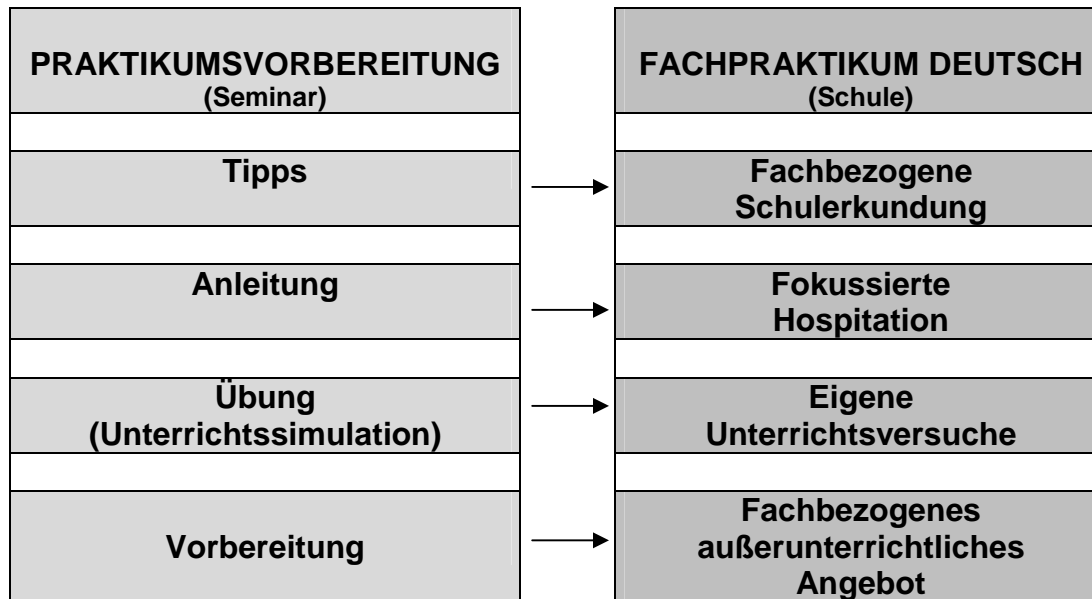 PRAKTIKUMSVORBEREITUNG
(Seminar)
FACHPRAKTIKUM DEUTSCH
(Schule)
Tipps
Fachbezogene
Schulerkundung
Anleitung
Fokussierte
Hospitation
Übung
(Unterrichtssimulation)
Eigene
Unterrichtsversuche
Vorbereitung
Fachbezogenes
außerunterrichtliches
Angebot